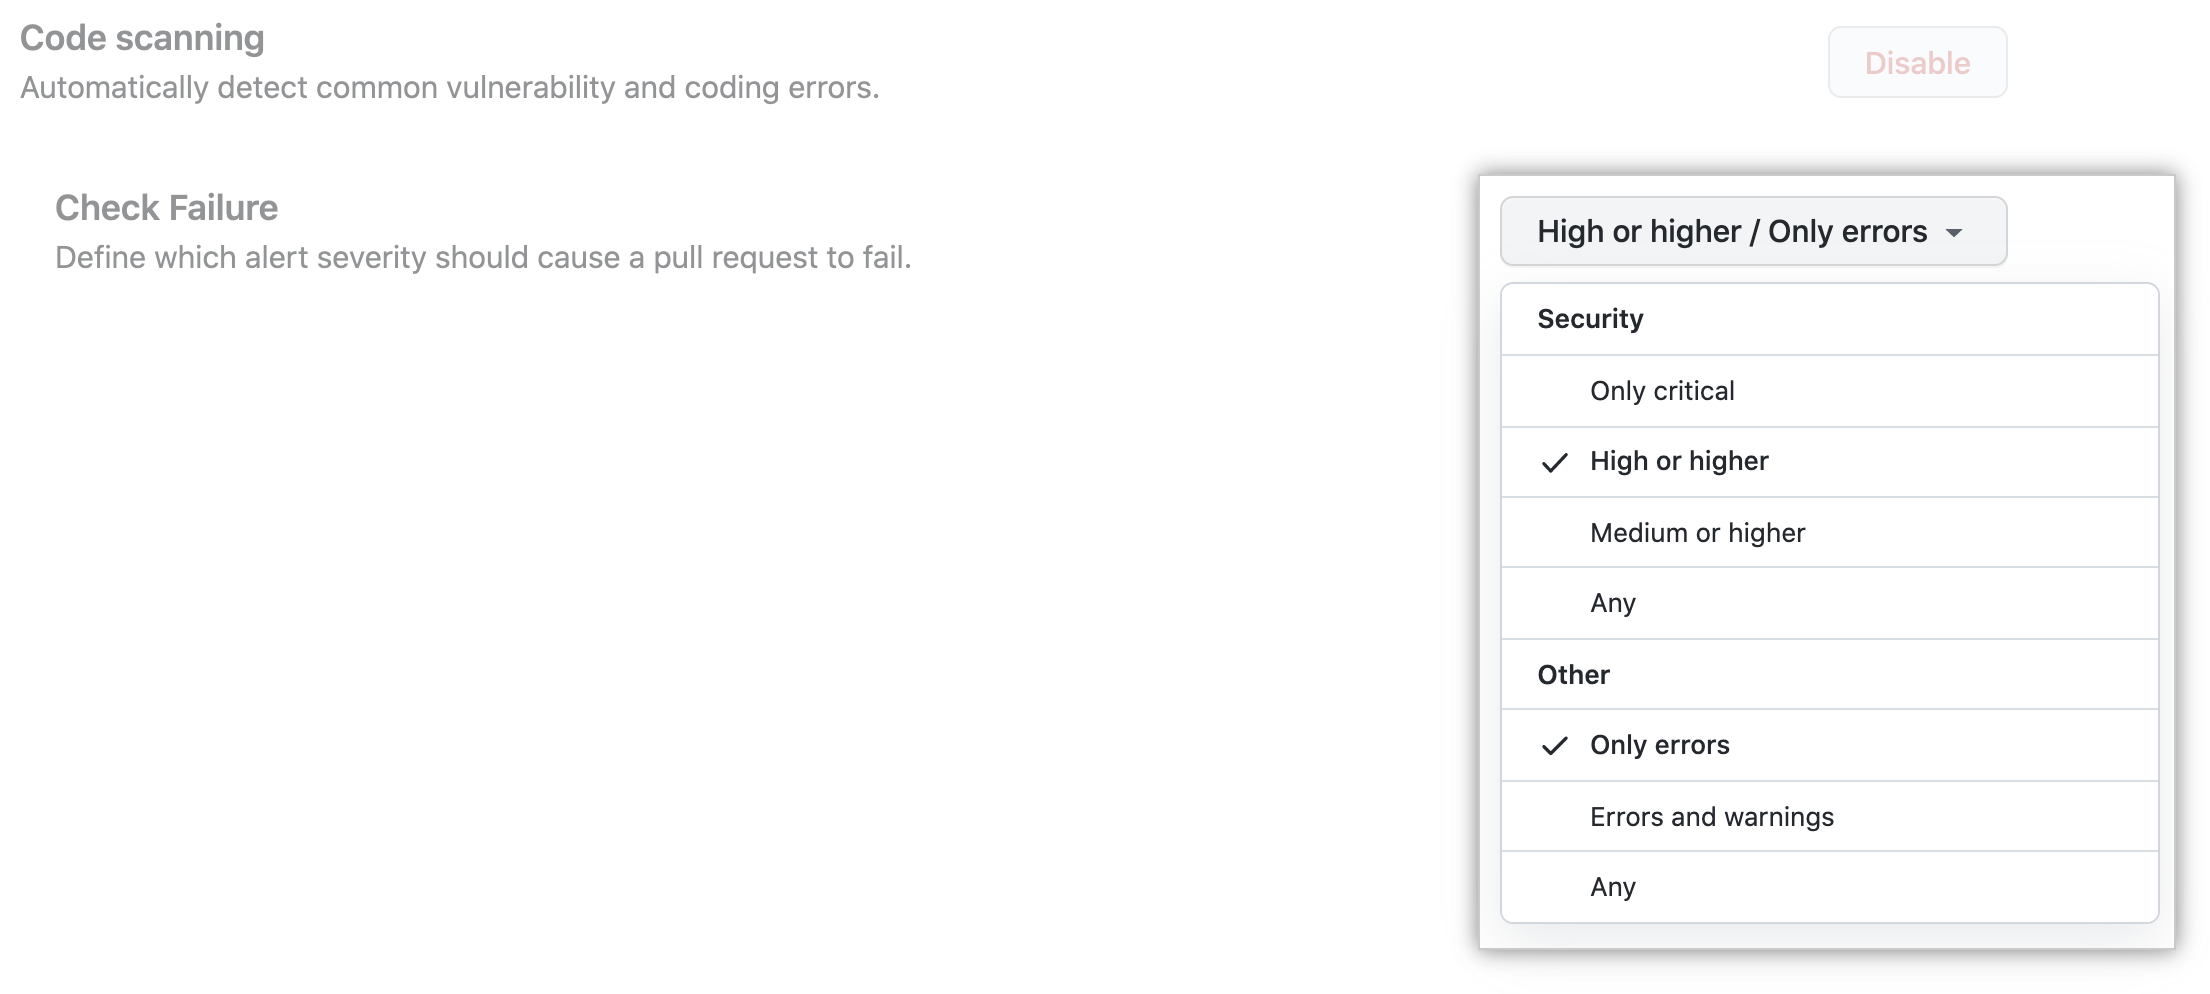 Code scanning
Automatically detect common vulnerability and coding errors.
Disable
Check Failure
Define which alert severity should cause a pull request to fail.
High or higher / Only errors
Security
Only critical
High or higher
Medium or higher
Any
Other
Only errors
Errors and warnings
Any